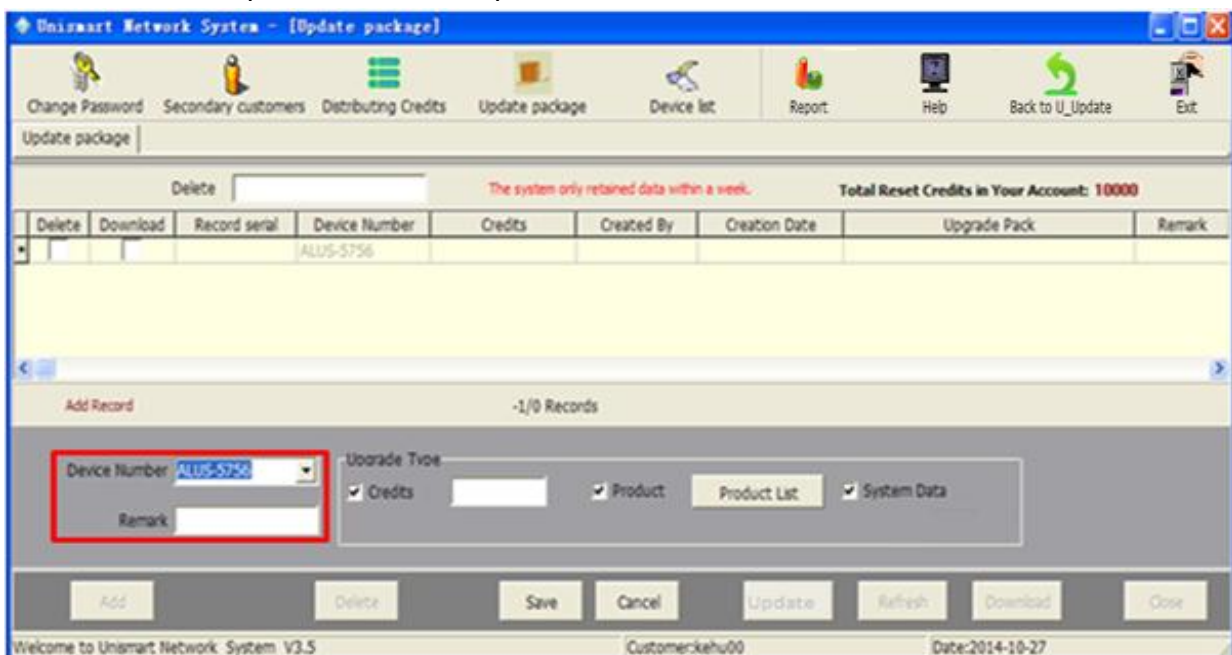 Unismart Network System - [Update package]
Change Password Secondary customers Distributing Credits Update package Device list Report Help Back to U_Update Exit
Update package
Delete The system only retained data within a week. Total Reset Credits in Your Account: 10000
Delete Download Record serial Device Number Credits Created By Creation Date Upgrade Pack Remark
ALUS-5756
Add Record -1/0 Records
Upgrade Type
Device Number ALUS-5756 Credits Product Product List System Data
Remark
Add Delete Save Cancel Update Refresh Download Close
Welcome to Unismart Network System V3.5 Customer:kehu00 Date:2014-10-27